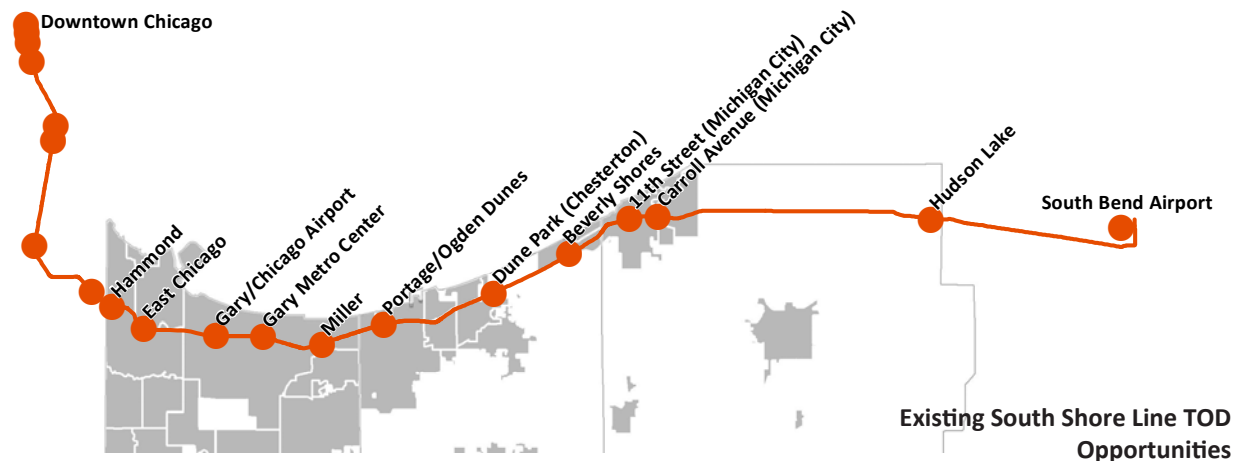 Downtown Chicago
Hammond
East Chicago
Gary/Chicago Airport
Gary Metro Center
Miller
Portage/Ogden Dunes
Dune Park (Chesterton)
Beverly Shores
11th Street (Michigan City)
Carroll Avenue (Michigan City)
Hudson Lake
South Bend Airport
Existing South Shore Line TOD
Opportunities